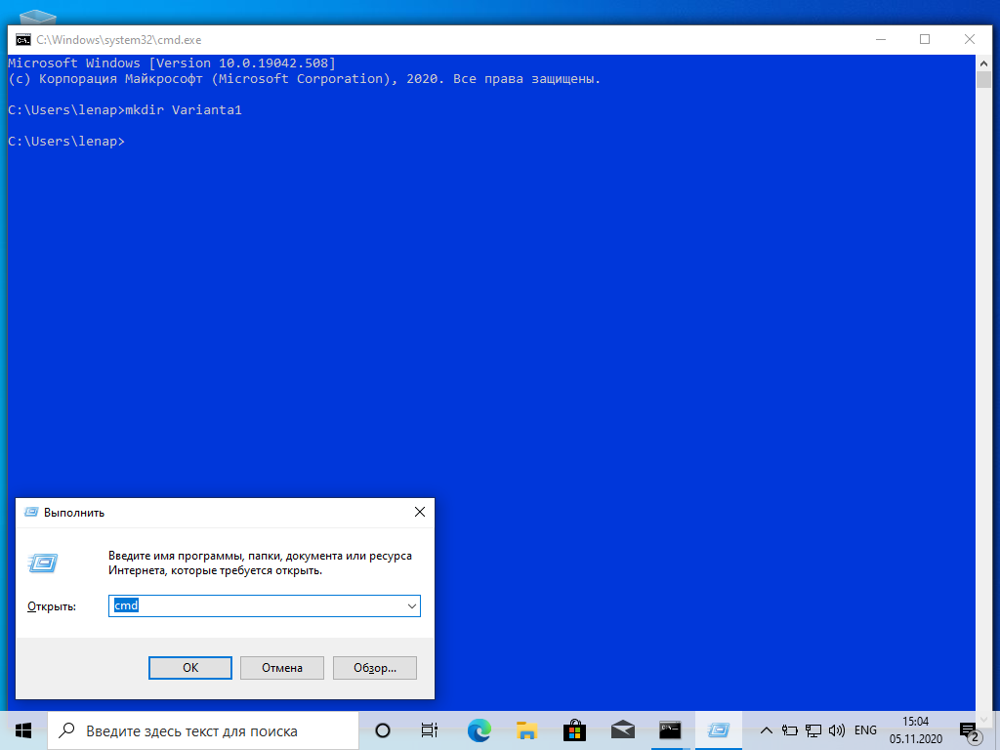 C:\Windows\system32\cmd.exe
Microsoft Windows [Version 10.0.19042.508]
(c) Корпорация Майкрософт (Microsoft Corporation), 2020. Все права защищены.
C:\Users\lenap>mkdir Varianta1
C:\Users\lenap>
Выполнить
Введите имя программы, папки, документа или ресурса
Интернета, которые требуется открыть.
Открыть:
cmd
ОК
Отмена
Обзор...
Введите здесь текст для поиска
ENG
15:04
05.11.2020
2